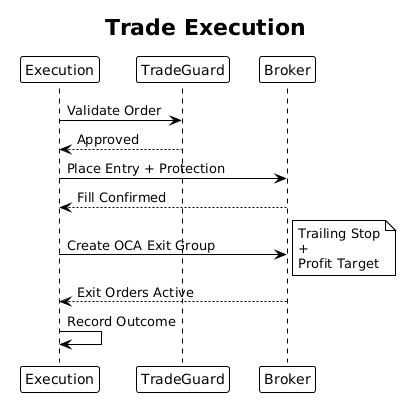 Trade Execution
Execution
TradeGuard
Broker
Validate Order
Approved
Place Entry + Protection
Fill Confirmed
Create OCA Exit Group
Trailing Stop
+
Profit Target
Exit Orders Active
Record Outcome
Execution
TradeGuard
Broker